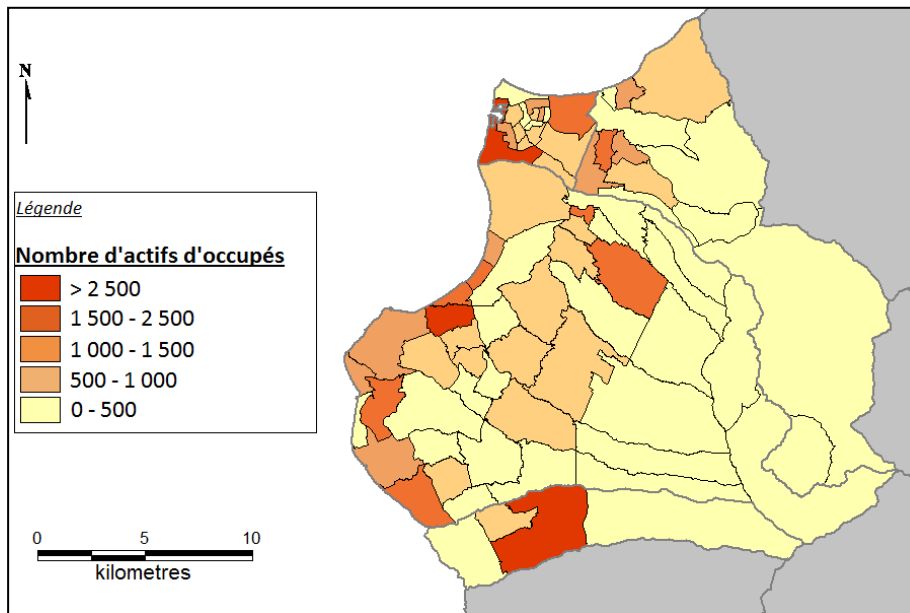 N
Légende
Nombre d'actifs d'occupés
> 2 500
1 500 - 2 500
1 000 - 1 500
500 - 1 000
0 - 500
0 5 10
kilometres